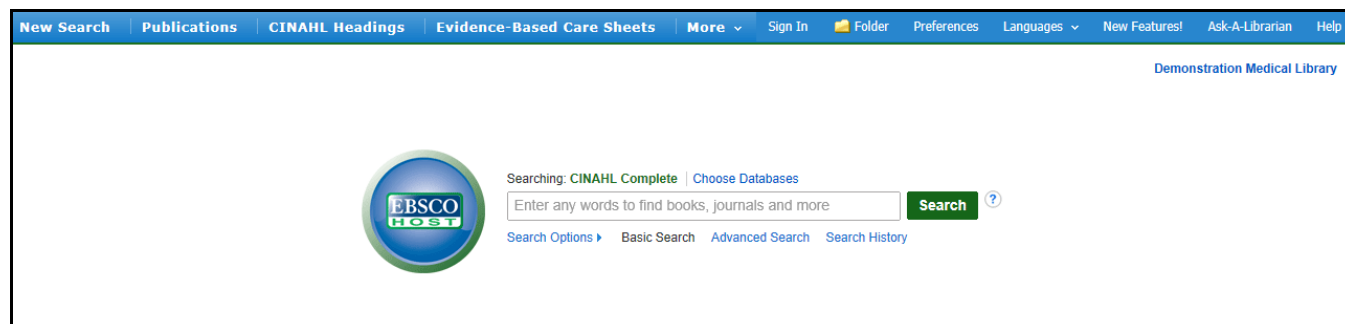 New Search Publications CINAHL Headings Evidence-Based Care Sheets More Sign In Folder Preferences Languages New Features! Ask-A-Librarian Help
Demonstration Medical Library
Searching: CINAHL Complete Choose Databases
EBSCO
HOST
Enter any words to find books, journals and more Search ?
Search Options Basic Search Advanced Search Search History